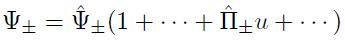 Ψ± = Ψ̂±(1 + ··· + Π̂±u + ···)